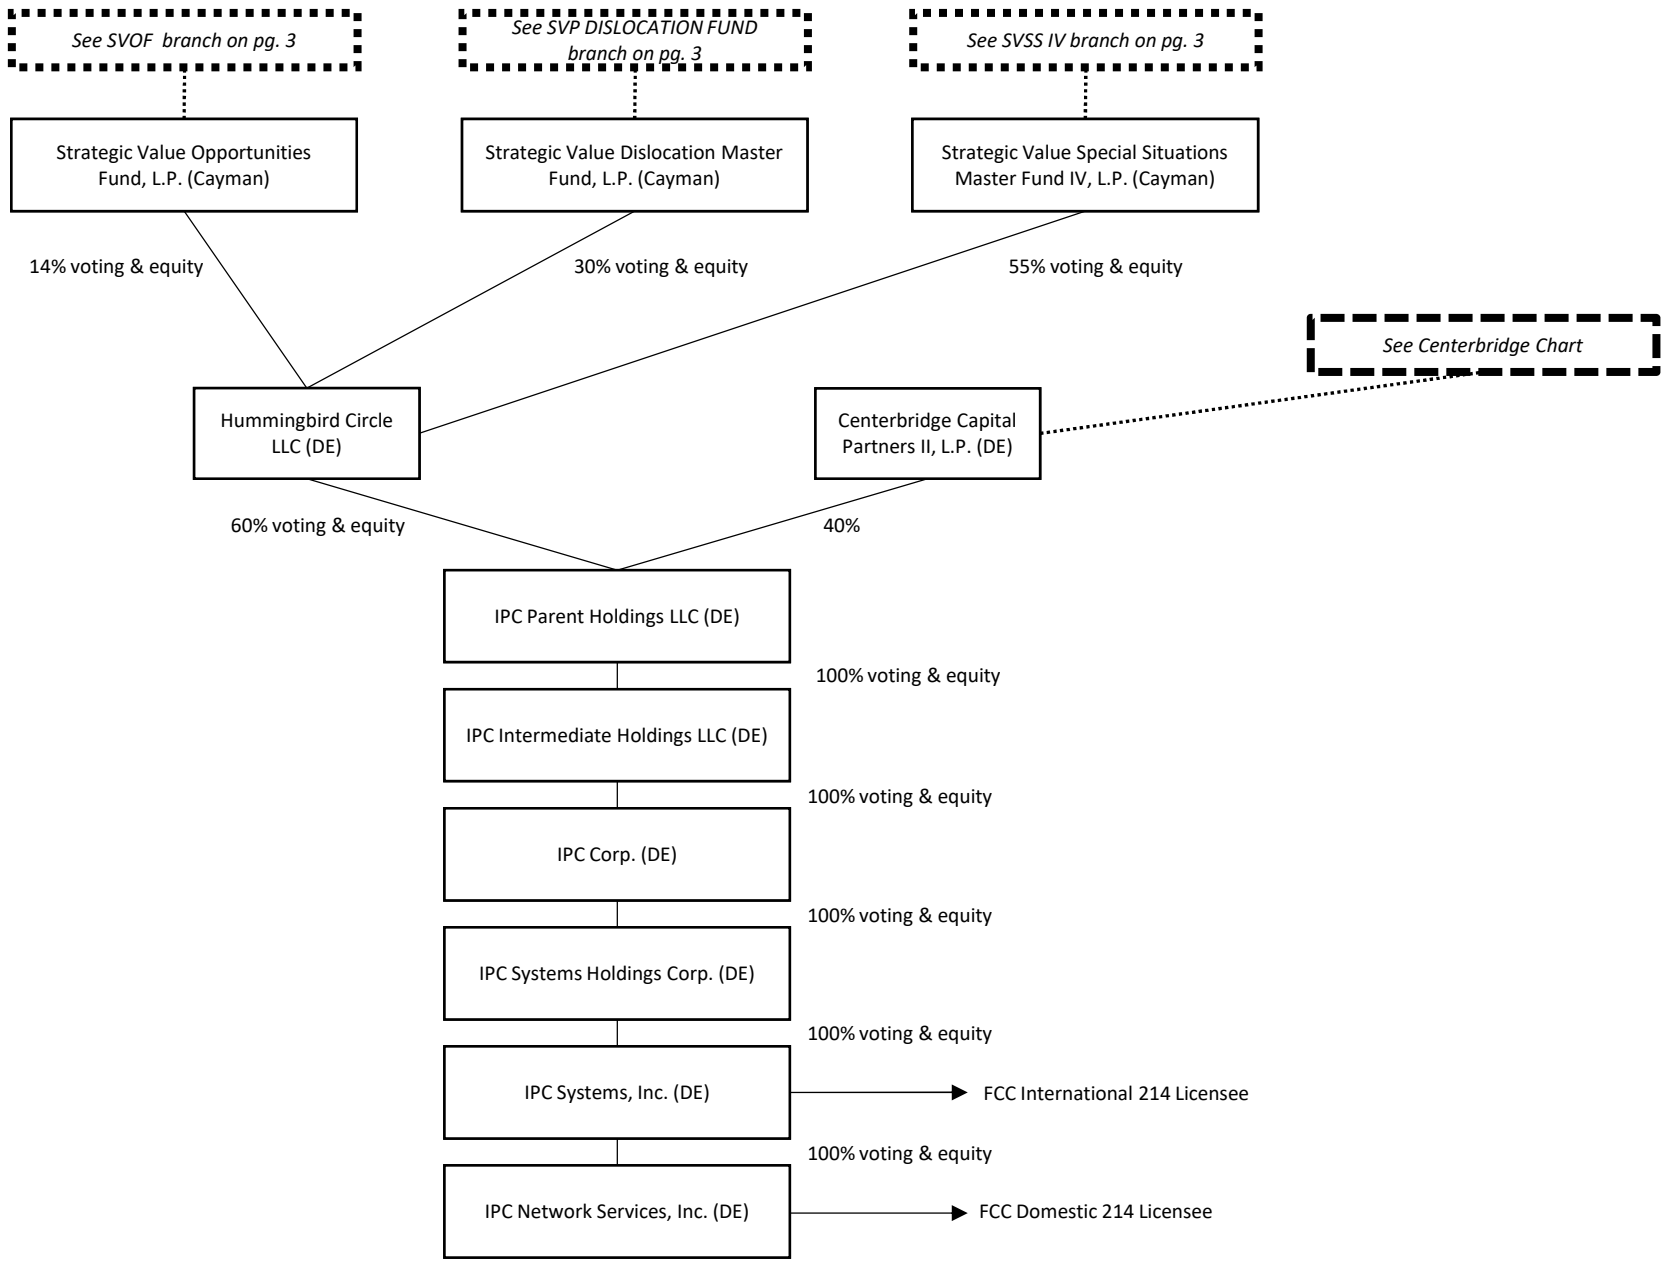 See SVOF branch on pg. 3
See SVP DISLOCATION FUND
branch on pg. 3
See SVSS IV branch on pg. 3
Strategic Value Opportunities
Fund, L.P. (Cayman)
Strategic Value Dislocation Master
Fund, L.P. (Cayman)
Strategic Value Special Situations
Master Fund IV, L.P. (Cayman)
14% voting & equity
30% voting & equity
55% voting & equity
See Centerbridge Chart
Hummingbird Circle
LLC (DE)
Centerbridge Capital
Partners II, L.P. (DE)
60% voting & equity
40%
IPC Parent Holdings LLC (DE)
100% voting & equity
IPC Intermediate Holdings LLC (DE)
100% voting & equity
IPC Corp. (DE)
100% voting & equity
IPC Systems Holdings Corp. (DE)
100% voting & equity
IPC Systems, Inc. (DE)
FCC International 214 Licensee
100% voting & equity
IPC Network Services, Inc. (DE)
FCC Domestic 214 Licensee